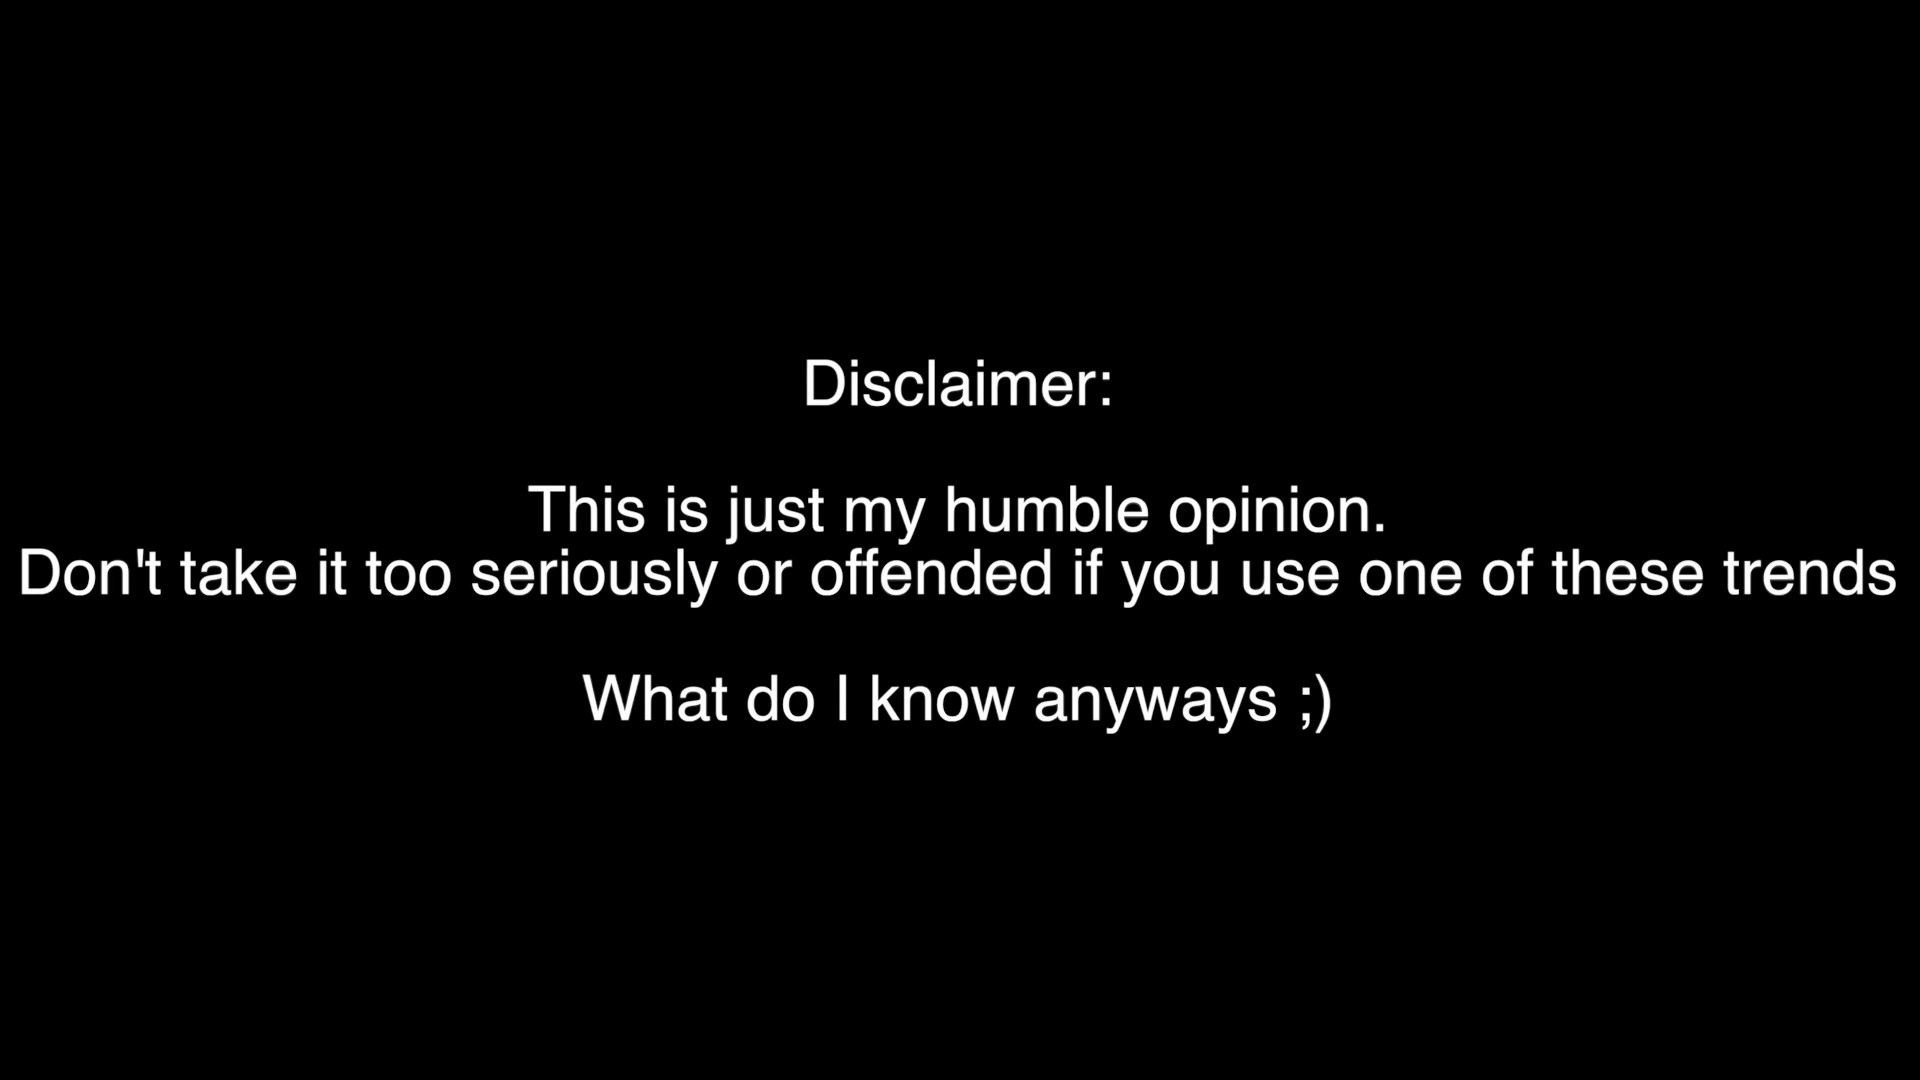 Disclaimer:
This is just my humble opinion.
Don't take it too seriously or offended if you use one of these trends
What do I know anyways ;)